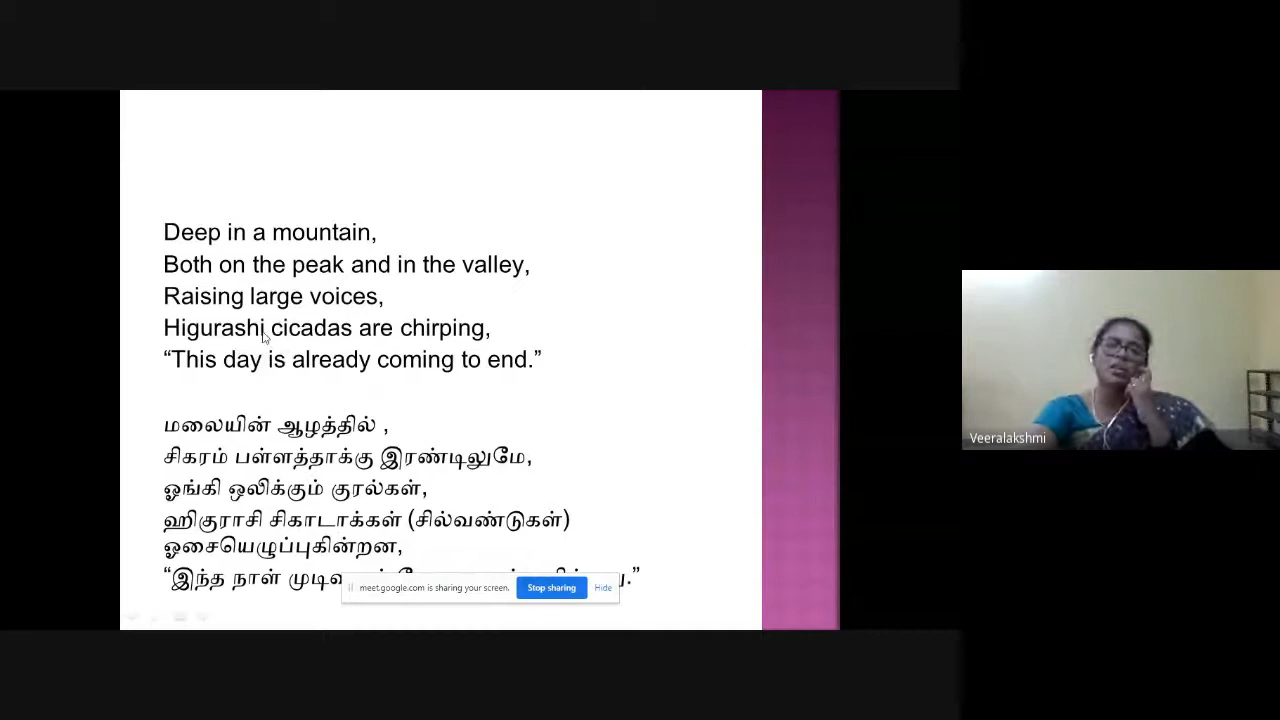 Deep in a mountain,
Both on the peak and in the valley,
Raising large voices,
Higurashi cicadas are chirping,
“This day is already coming to end.”
மலையின் ஆழத்தில் ,
சிகரம் பள்ளத்தாக்கு இரண்டிலுமே,
ஓங்கி ஒலிக்கும் குரல்கள்,
ஹிகுராசி சிகாடாக்கள் (சில்வண்டுகள்)
ஓசையெழுப்புகின்றன,
“இந்த நாள்
meet.google.com is sharing your screen. Stop sharing Hide
Veeralakshmi